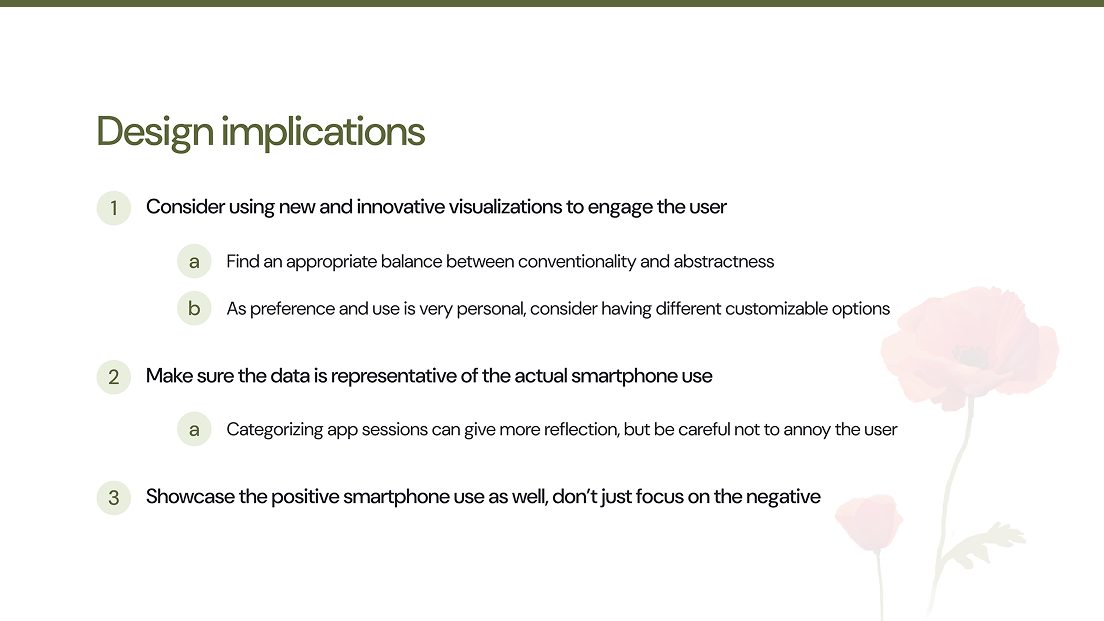 Design implications
1 Consider using new and innovative visualizations to engage the user
a Find an appropriate balance between conventionality and abstractness
b As preference and use is very personal, consider having different customizable options
2 Make sure the data is representative of the actual smartphone use
a Categorizing app sessions can give more reflection, but be careful not to annoy the user
3 Showcase the positive smartphone use as well, don’t just focus on the negative